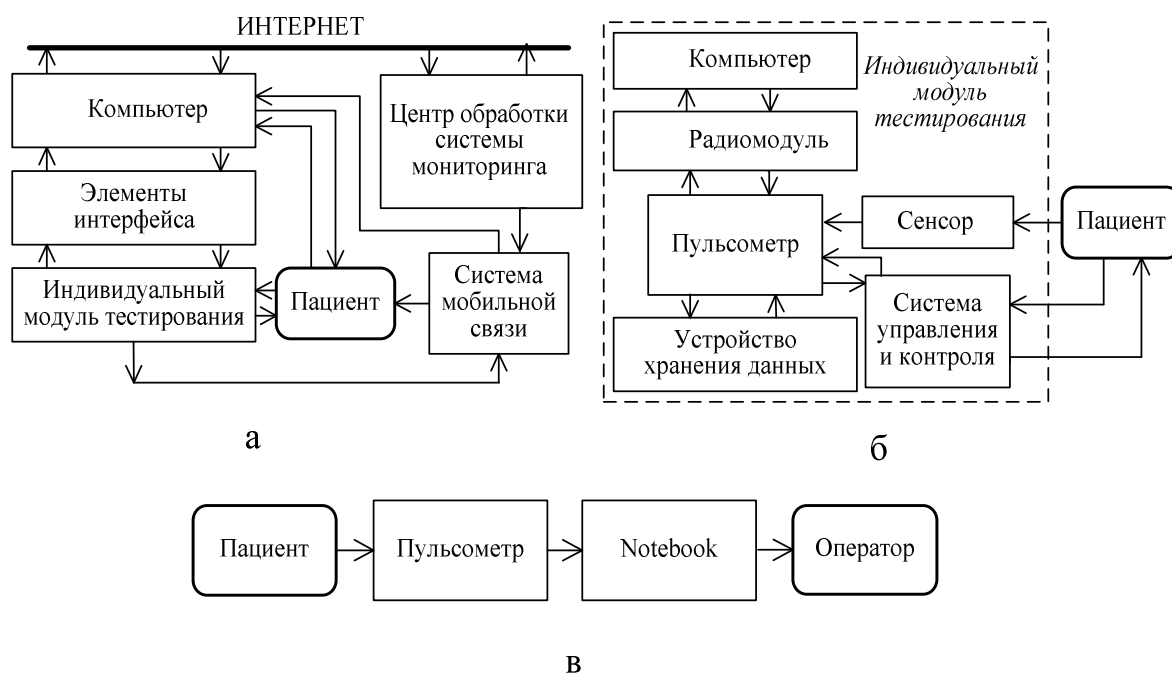 ИНТЕРНЕТ
Компьютер
Центр обработки
системы
мониторинга
Элементы
интерфейса
Индивидуальный
модуль тестирования
Пациент
Система
мобильной
связи
а
Компьютер
Индивидуальный
модуль
тестирования
Радиомодуль
Пульсометр
Сенсор
Пациент
Устройство
хранения данных
Система
управления
и контроля
б
Пациент
Пульсометр
Notebook
Оператор
в